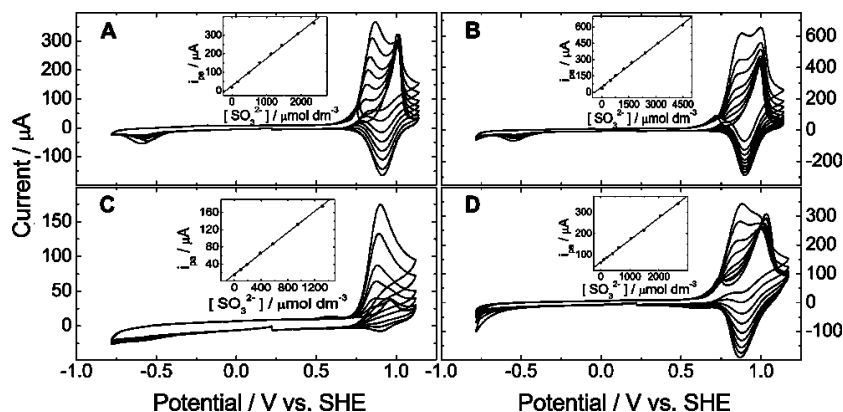 A
300
200
100
0
-100
400
300
200
100
0
i_pa / μA
0 1000 2000
[ SO₃²⁻ ] / μmol dm⁻³
B
600
400
200
0
-200
600
450
300
150
0
i_pa / μA
0 1500 3000 4500
[ SO₃²⁻ ] / μmol dm⁻³
Current / μA
C
150
100
50
0
160
120
80
40
i_pa / μA
0 400 800 1200
[ SO₃²⁻ ] / μmol dm⁻³
D
300
200
100
0
-100
400
300
200
100
i_pa / μA
0 1000 2000
[ SO₃²⁻ ] / μmol dm⁻³
-1.0 -0.5 0.0 0.5 1.0
-1.0 -0.5 0.0 0.5 1.0
Potential / V vs. SHE
Potential / V vs. SHE